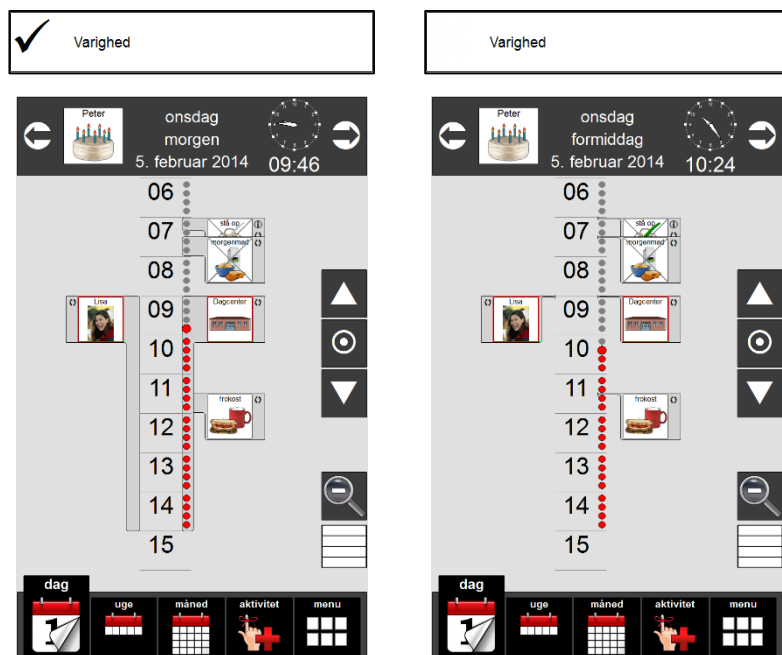 Varighed
Peter
onsdag
morgen
5. februar 2014
09:46
06
07
08
09
10
11
12
13
14
15
stå op
morgenmad
Lisa
Dagcenter
frokost
dag
1
uge
måned
aktivitet
menu
Varighed
Peter
onsdag
formiddag
5. februar 2014
10:24
06
07
08
09
10
11
12
13
14
15
stå op
morgenmad
Lisa
Dagcenter
frokost
dag
1
uge
måned
aktivitet
menu